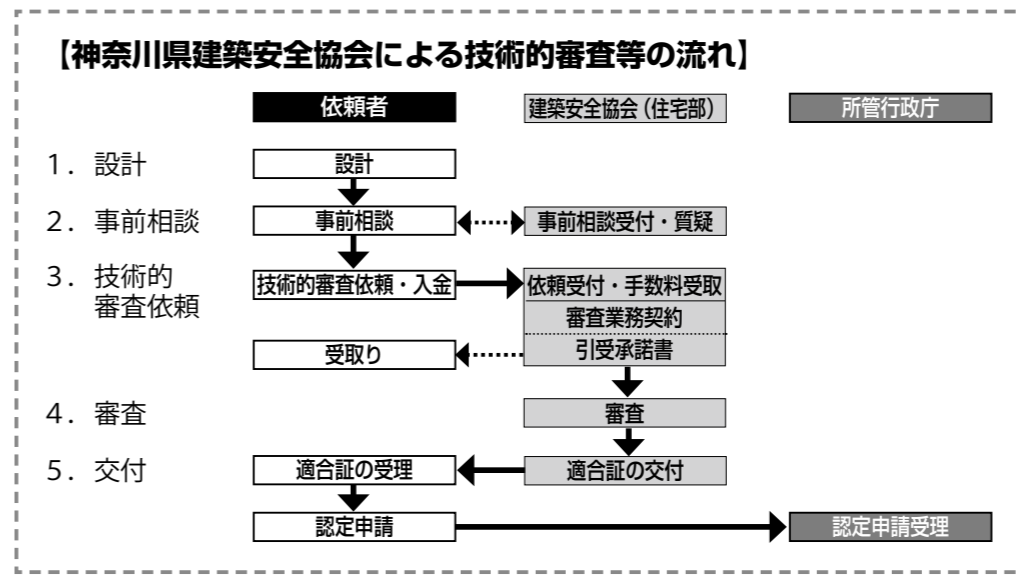 【神奈川県建築安全協会による技術的審査等の流れ】
依頼者 建築安全協会（住宅部） 所管行政庁
1．設計 設計
2．事前相談 事前相談 事前相談受付・質疑
3．技術的
審査依頼
技術的審査依頼・入金 依頼受付・手数料受取
審査業務契約
受取り 引受承諾書
4．審査 審査
5．交付 適合証の受理 適合証の交付
認定申請 認定申請受理